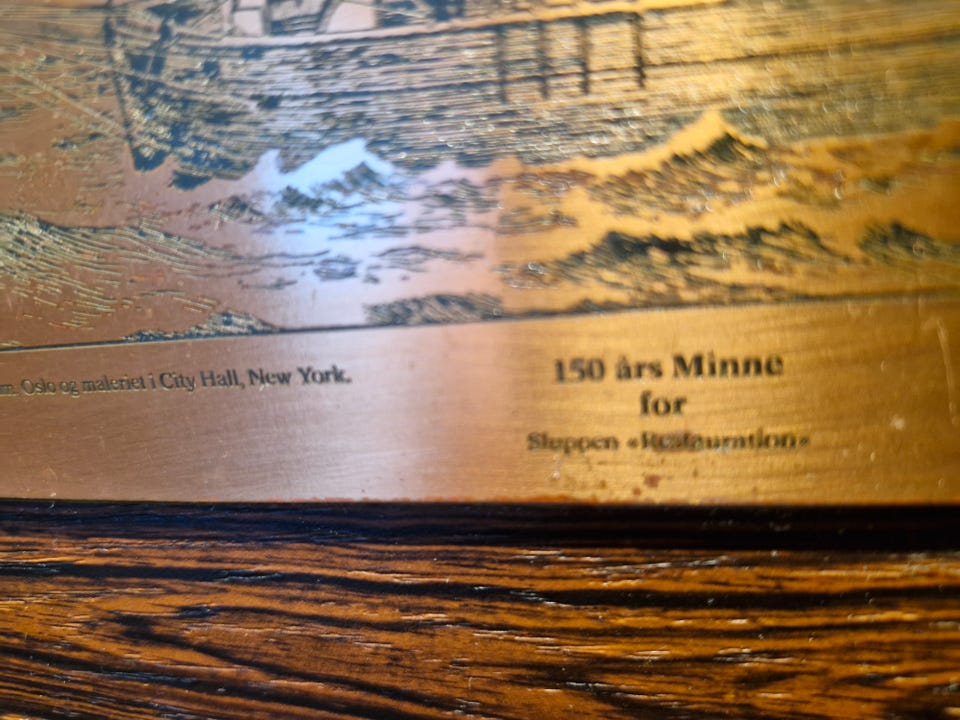 Oslo og maleriet i City Hall, New York.
150 års Minne
for
Sluppen «Restauration»